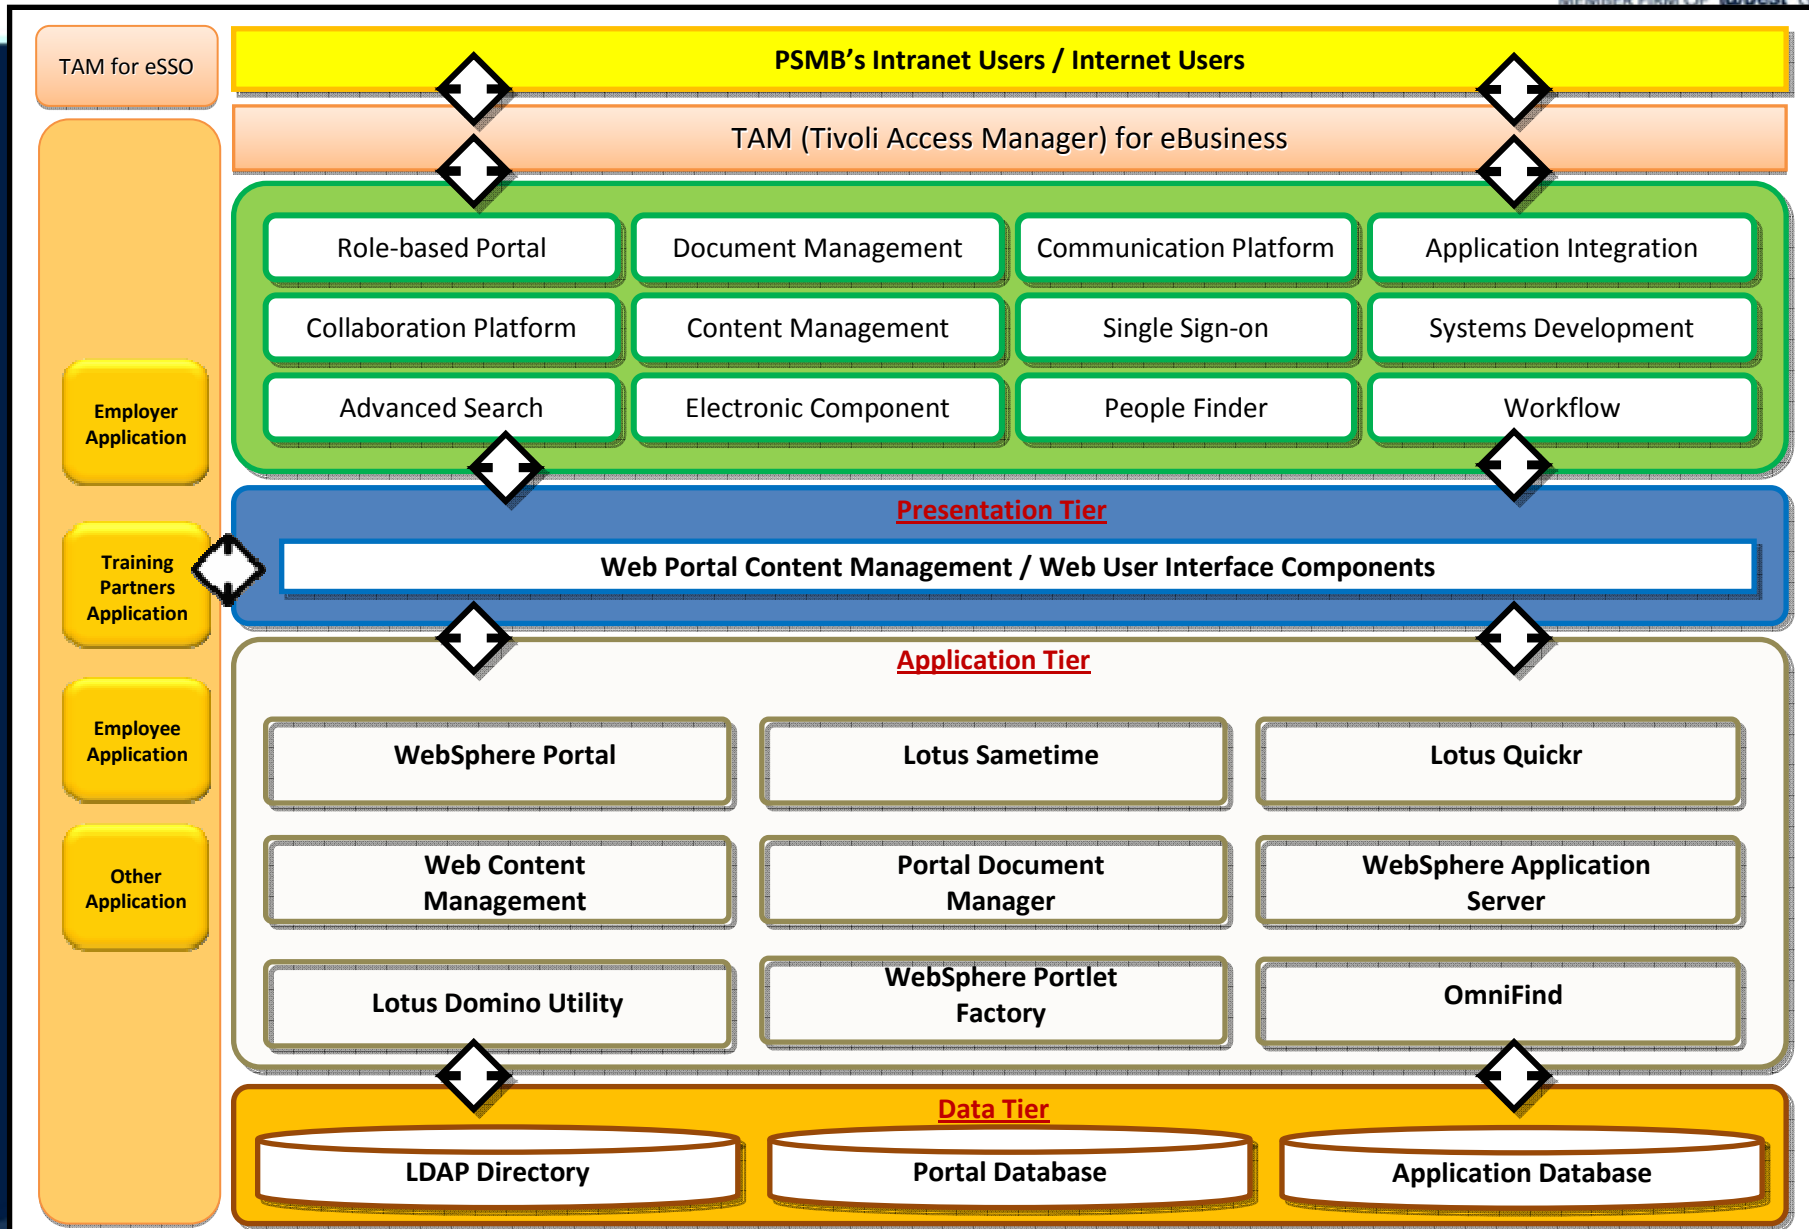 MEMBER FIRM OF
TAM for eSSO
PSMB's Intranet Users / Internet Users
TAM (Tivoli Access Manager) for eBusiness
Role-based Portal
Document Management
Communication Platform
Application Integration
Collaboration Platform
Content Management
Single Sign-on
Systems Development
Advanced Search
Electronic Component
People Finder
Workflow
Employer
Application
Training
Partners
Application
Employee
Application
Other
Application
Presentation Tier
Web Portal Content Management / Web User Interface Components
Application Tier
WebSphere Portal
Lotus Sametime
Lotus Quickr
Web Content
Management
Portal Document
Manager
WebSphere Application
Server
Lotus Domino Utility
WebSphere Portlet
Factory
OmniFind
Data Tier
LDAP Directory
Portal Database
Application Database